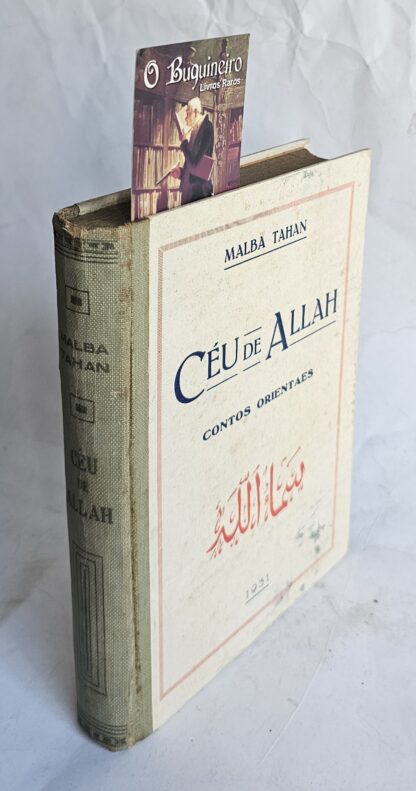 O Buquineiro
Livros Raros
MALBA TAHAN
CÉU DE ALLAH
CONTOS ORIENTAES
سماء الله
1931
MALBA
TAHAN
CÉU
DE
ALLAH